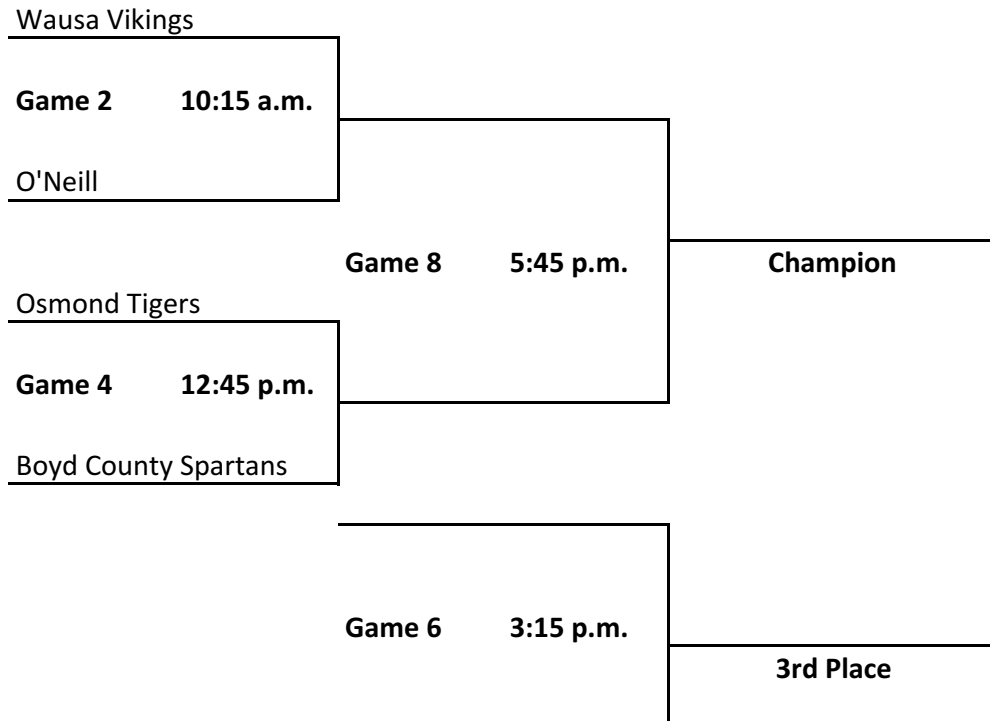 Wausa Vikings
Game 2 10:15 a.m.
O'Neill
Game 8 5:45 p.m. Champion
Osmond Tigers
Game 4 12:45 p.m.
Boyd County Spartans
Game 6 3:15 p.m.
3rd Place